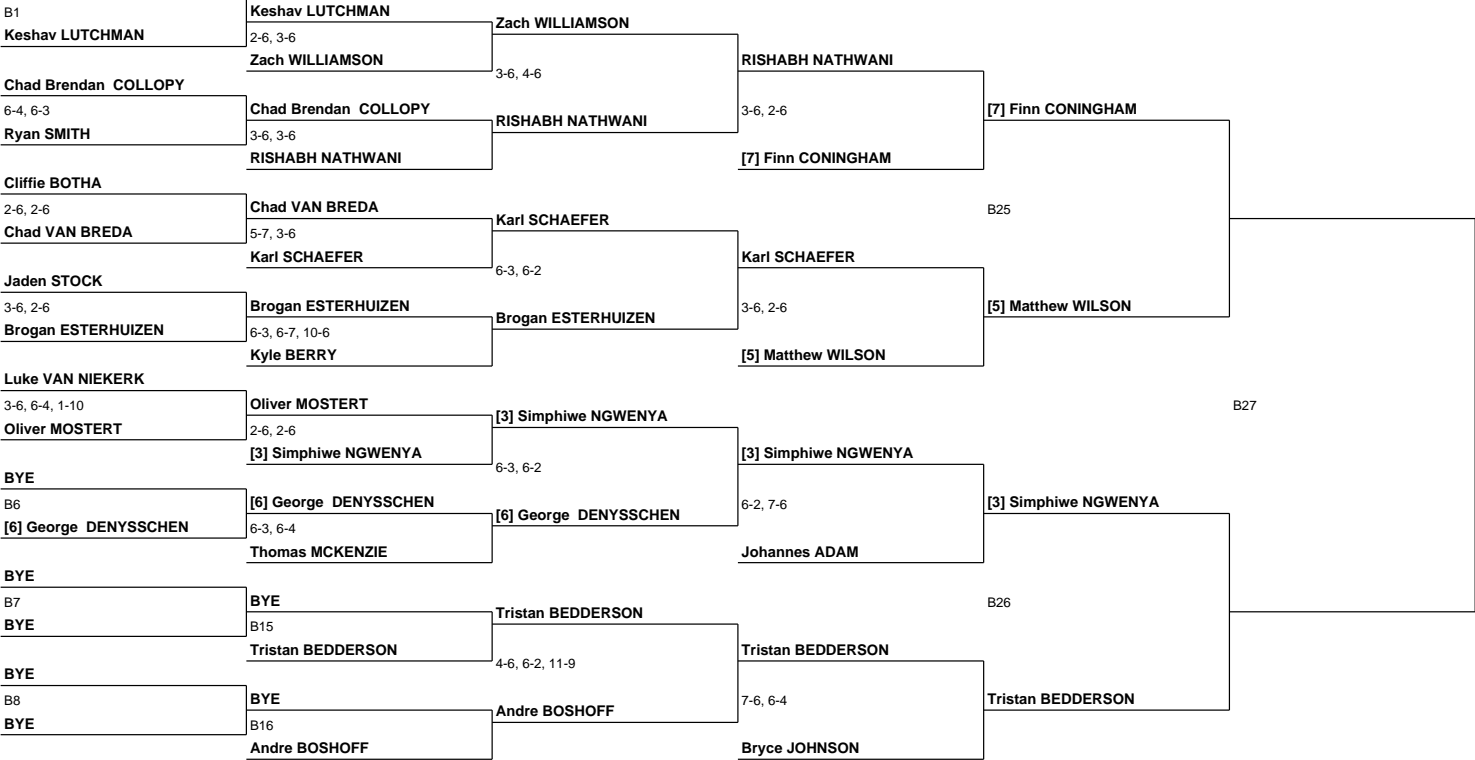 B1
Keshav LUTCHMAN
Chad Brendan  COLLOPY
6-4, 6-3
Ryan SMITH
Cliffie BOTHA
2-6, 2-6
Chad VAN BREDA
Jaden STOCK
3-6, 2-6
Brogan ESTERHUIZEN
Luke VAN NIEKERK
3-6, 6-4, 1-10
Oliver MOSTERT
BYE
B6
[6] George  DENYSSCHEN
BYE
B7
BYE
BYE
B8
BYE
Keshav LUTCHMAN
2-6, 3-6
Zach WILLIAMSON
Chad Brendan  COLLOPY
3-6, 3-6
RISHABH NATHWANI
Chad VAN BREDA
5-7, 3-6
Karl SCHAEFER
Brogan ESTERHUIZEN
6-3, 6-7, 10-6
Kyle BERRY
Oliver MOSTERT
2-6, 2-6
[3] Simphiwe NGWENYA
[6] George  DENYSSCHEN
6-3, 6-4
Thomas MCKENZIE
BYE
B15
Tristan BEDDERSON
BYE
B16
Andre BOSHOFF
Zach WILLIAMSON
3-6, 4-6
RISHABH NATHWANI
Karl SCHAEFER
6-3, 6-2
Brogan ESTERHUIZEN
[3] Simphiwe NGWENYA
6-3, 6-2
[6] George  DENYSSCHEN
Tristan BEDDERSON
4-6, 6-2, 11-9
Andre BOSHOFF
RISHABH NATHWANI
3-6, 2-6
[7] Finn CONINGHAM
Karl SCHAEFER
3-6, 2-6
[5] Matthew WILSON
[3] Simphiwe NGWENYA
6-2, 7-6
Johannes ADAM
Tristan BEDDERSON
7-6, 6-4
Bryce JOHNSON
[7] Finn CONINGHAM
B25
[5] Matthew WILSON
[3] Simphiwe NGWENYA
B26
Tristan BEDDERSON
B27